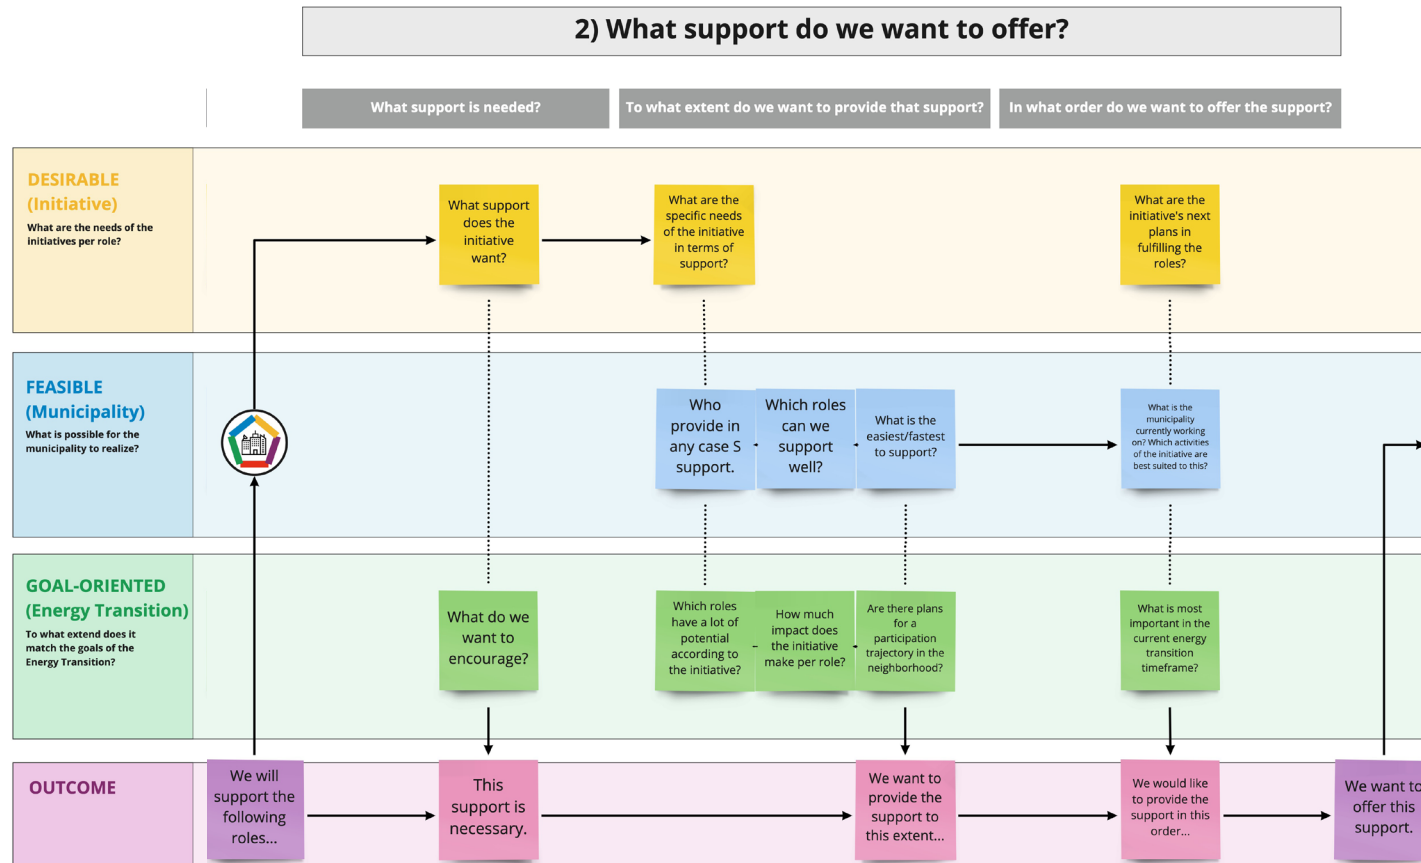 2) What support do we want to offer?
What support is needed?
To what extent do we want to provide that support?
In what order do we want to offer the support?
DESIRABLE
(Initiative)
What are the needs of the
initiatives per role?
What support
does the
initiative
want?
What are the
specific needs
of the initiative
in terms of
support?
What are the
initiative's next
plans in
fulfilling the
roles?
FEASIBLE
(Municipality)
What is possible for the
municipality to realize?
Who
provide in
any case S
support.
Which roles
can we
support
well?
What is the
easiest/fastest
to support?
What is the
municipality
currently working
on? Which activities
of the initiative are
best suited to this?
GOAL-ORIENTED
(Energy Transition)
To what extend does it
match the goals of the
Energy Transition?
What do we
want to
encourage?
Which roles
have a lot of
potential
according to
the initiative?
How much
impact does
the initiative
make per role?
Are there plans
for a
participation
trajectory in the
neighborhood?
What is most
important in the
current energy
transition
timeframe?
OUTCOME
We will
support the
following
roles...
This
support is
necessary.
We want to
provide the
support to
this extent...
We would like
to provide the
support in this
order...
We want to
offer this
support.